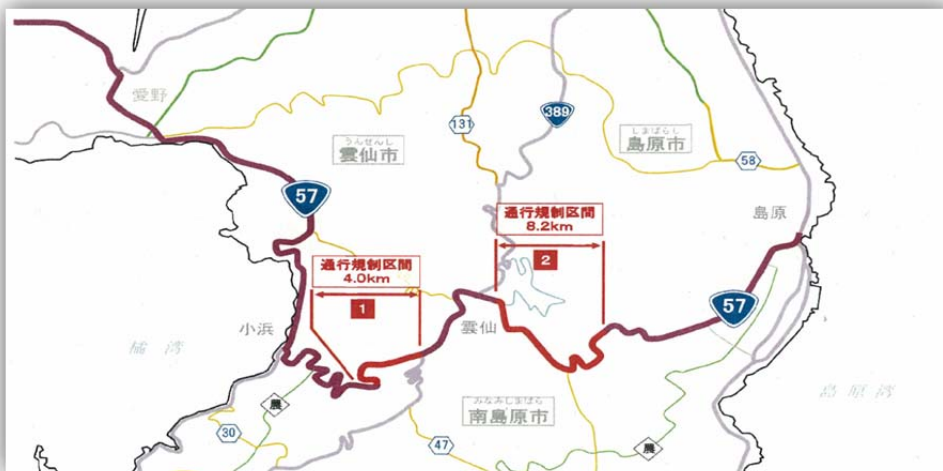 愛野
うんぜんし
雲仙市
131
389
しまばらし
島原市
58
57
島原
通行規制区間
8.2km
2
通行規制区間
4.0km
1
小浜
雲仙
57
橘湾
島原湾
みなみしまばら
南島原市
農
30
47
農